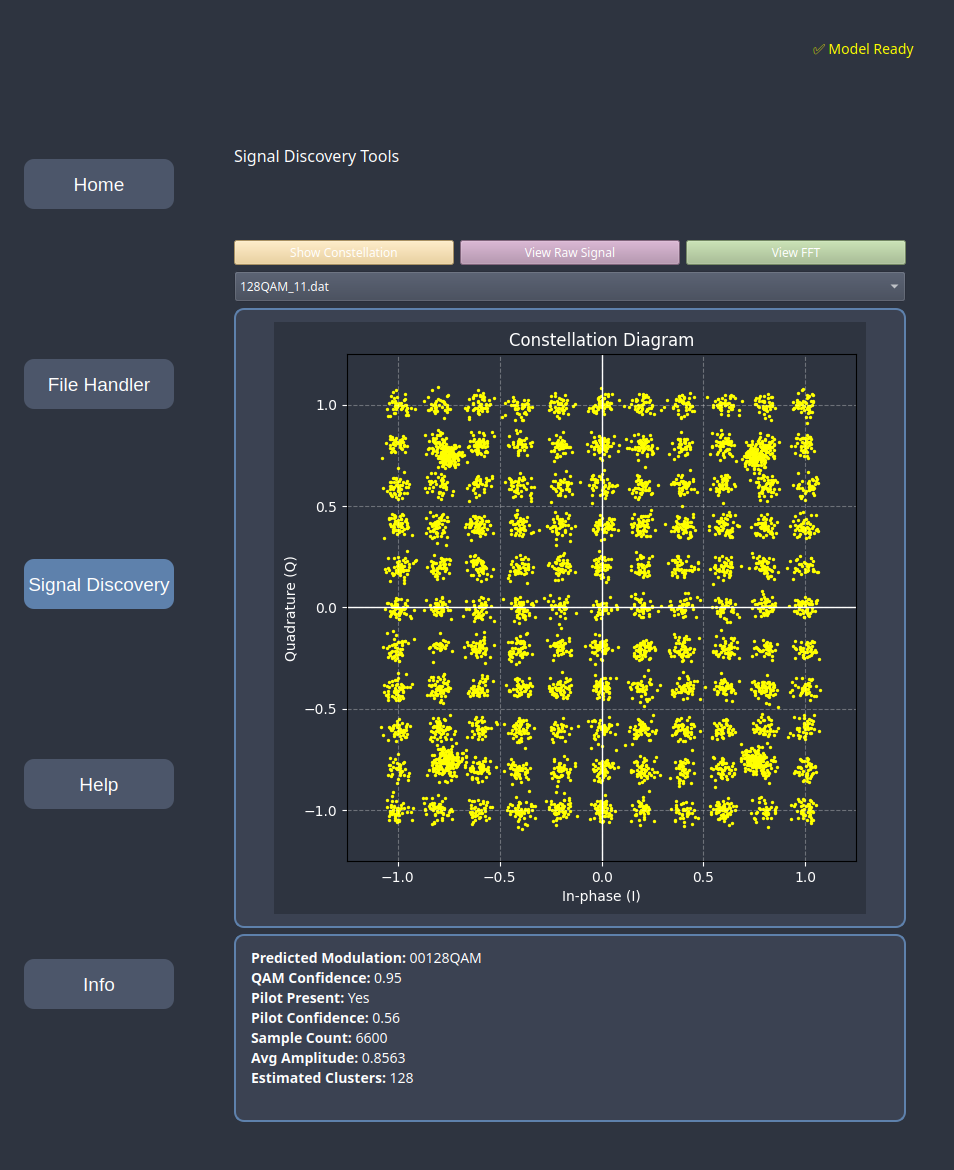 ✅ Model Ready
Signal Discovery Tools
Home
Show Constellation
View Raw Signal
View FFT
128QAM_11.dat
File Handler
Signal Discovery
Help
Info
Constellation Diagram
1.0
0.5
0.0
−0.5
−1.0
Quadrature (Q)
−1.0
−0.5
0.0
0.5
1.0
In-phase (I)
Predicted Modulation: 00128QAM
QAM Confidence: 0.95
Pilot Present: Yes
Pilot Confidence: 0.56
Sample Count: 6600
Avg Amplitude: 0.8563
Estimated Clusters: 128